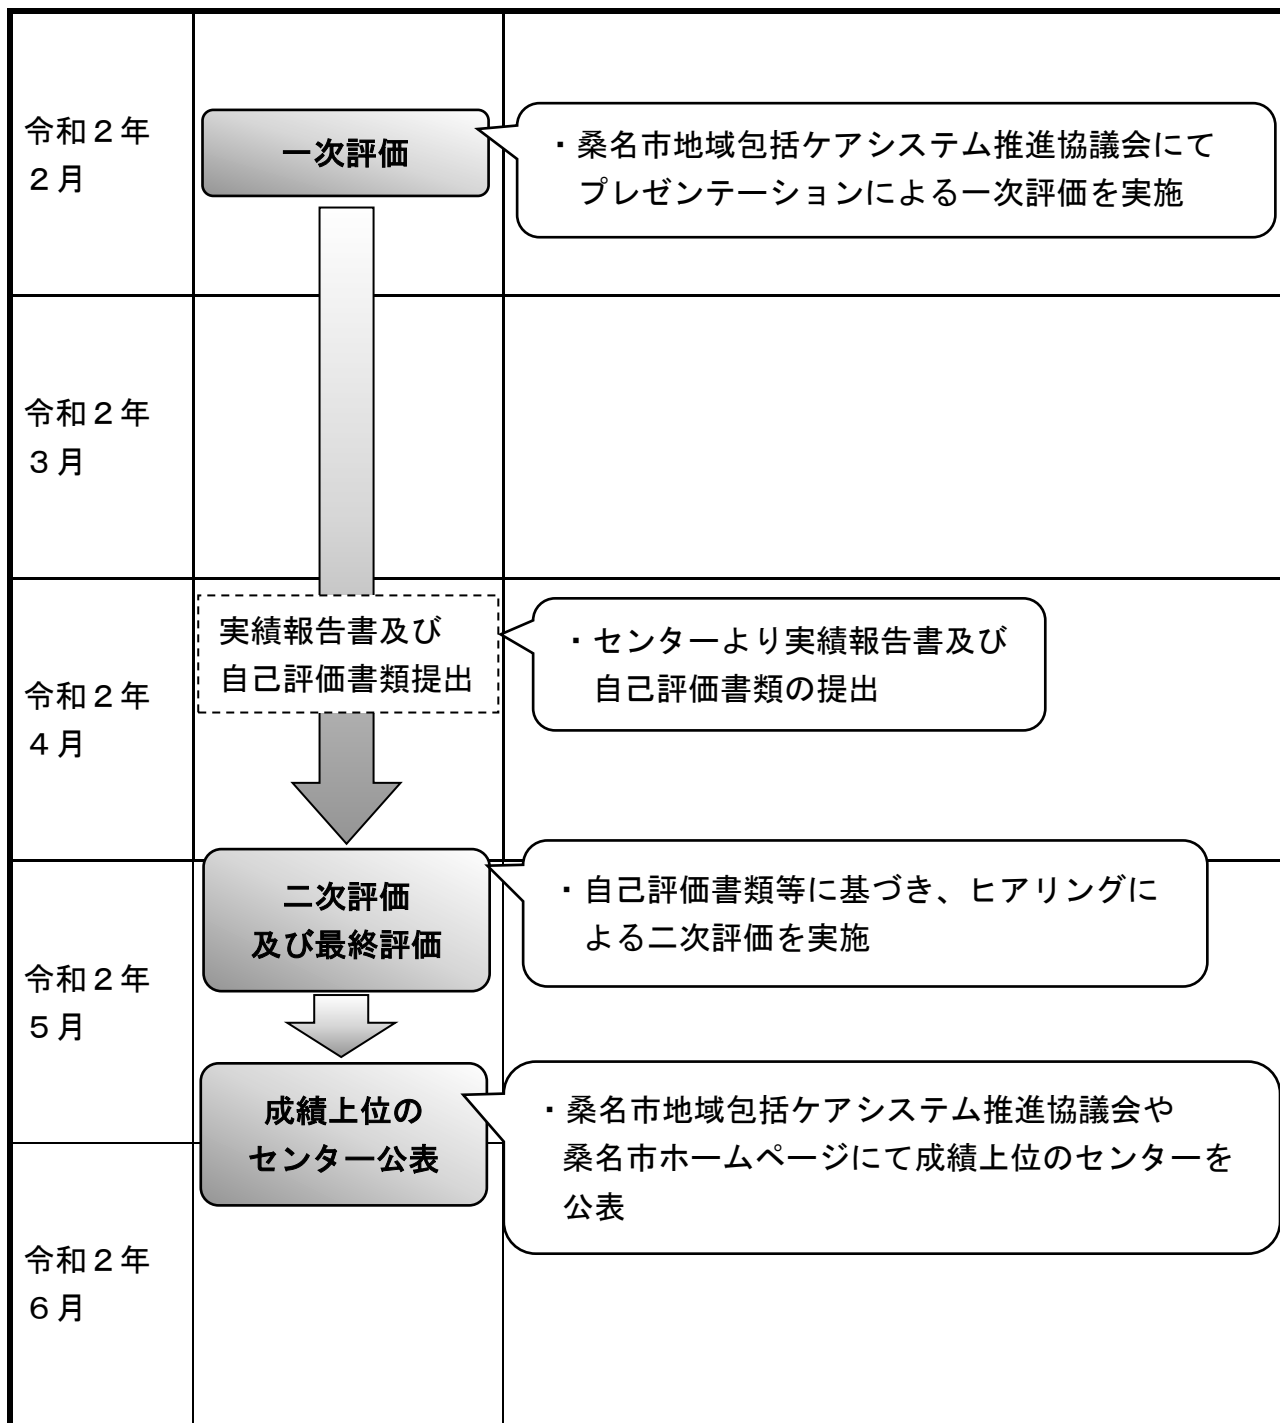 令和２年
２月
一次評価
・桑名市地域包括ケアシステム推進協議会にて
プレゼンテーションによる一次評価を実施
令和２年
３月
令和２年
４月
実績報告書及び
自己評価書類提出
・センターより実績報告書及び
自己評価書類の提出
令和２年
５月
二次評価
及び最終評価
・自己評価書類等に基づき、ヒアリングに
よる二次評価を実施
成績上位の
センター公表
・桑名市地域包括ケアシステム推進協議会や
桑名市ホームページにて成績上位のセンターを
公表
令和２年
６月